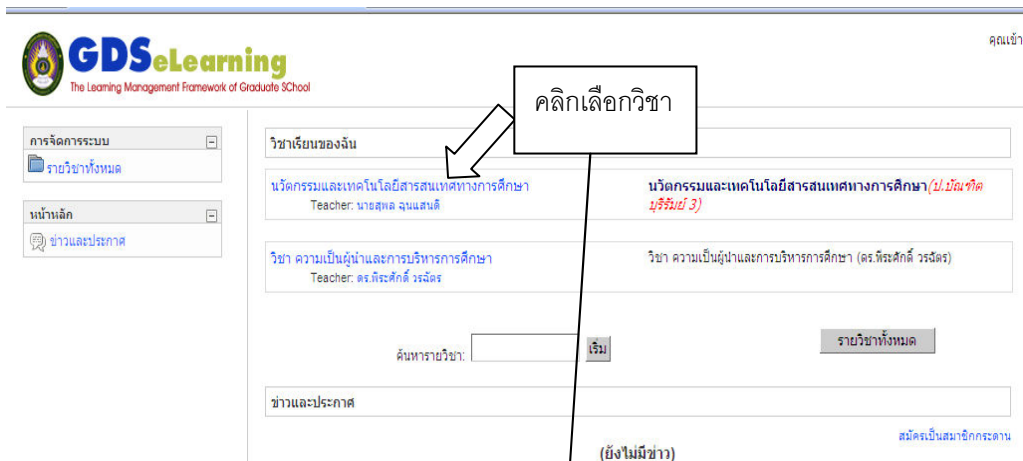 GDSeLearning
The Learning Management Framework of Graduate SChool
คุณเข้า
คลิกเลือกวิชา
การจัดการระบบ
รายวิชาทั้งหมด
หน้าหลัก
ข่าวและประกาศ
วิชาเรียนของฉัน
นวัตกรรมและเทคโนโลยีสารสนเทศทางการศึกษา
Teacher: นายสุพล ฉุนแสนดี
นวัตกรรมและเทคโนโลยีสารสนเทศทางการศึกษา(ป.บัณฑิต
บุรีรัมย์ 3)
วิชา ความเป็นผู้นำและการบริหารการศึกษา
Teacher: ดร.พิระศักดิ์ วรฉัตร
วิชา ความเป็นผู้นำและการบริหารการศึกษา (ดร.พิระศักดิ์ วรฉัตร)
ค้นหารายวิชา:
เริ่ม
รายวิชาทั้งหมด
ข่าวและประกาศ
สมัครเป็นสมาชิกกระดาน
(ยังไม่มีข่าว)